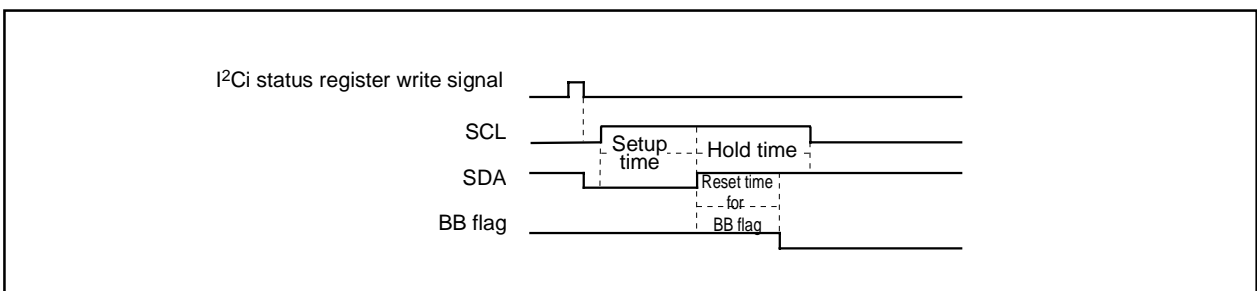 I²Ci status register write signal
SCL
Setup
time
Hold time
SDA
Reset time
for
BB flag
BB flag